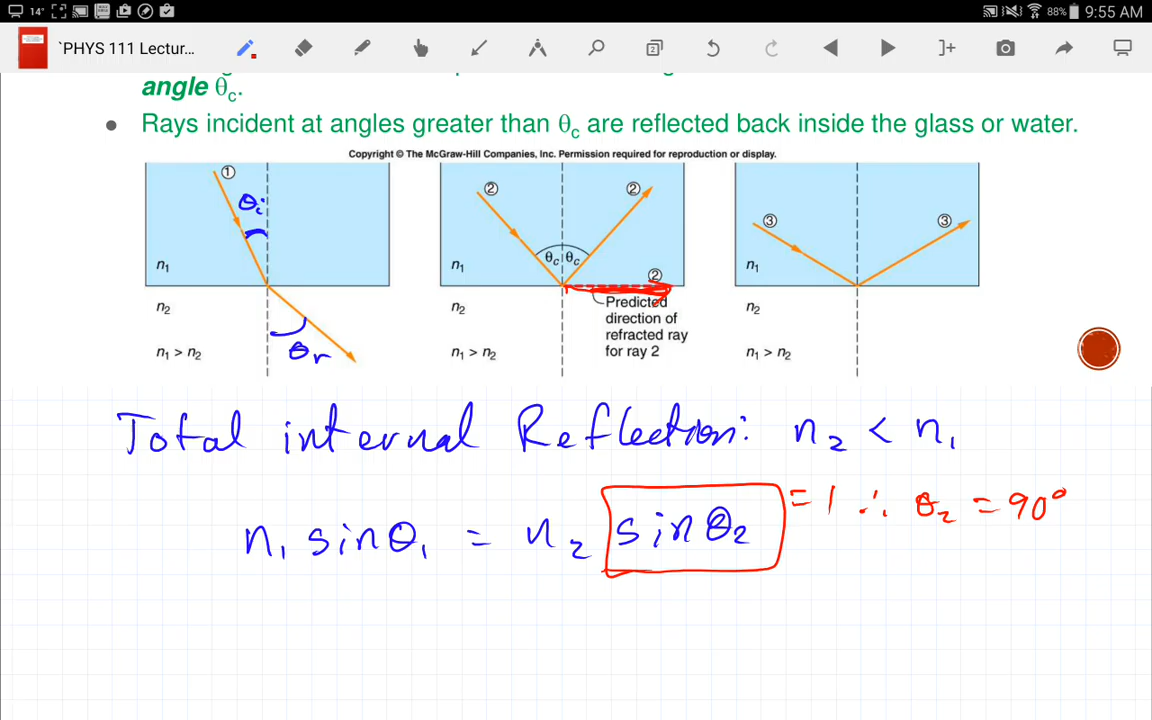 14°
88%
9:55 AM
`PHYS 111 Lectur...
2
angle θc.
● Rays incident at angles greater than θc are reflected back inside the glass or water.
Copyright © The McGraw-Hill Companies, Inc. Permission required for reproduction or display.
①
θi
n1
n2
θr
n1 > n2
②
②
θc θc
n1
②
n2
Predicted
direction of
refracted ray
for ray 2
n1 > n2
③
③
n1
n2
n1 > n2
Total internal Reflection: n2 < n1
n1 sinθ1 = n2 sinθ2 = 1 ∴ θ2 = 90°